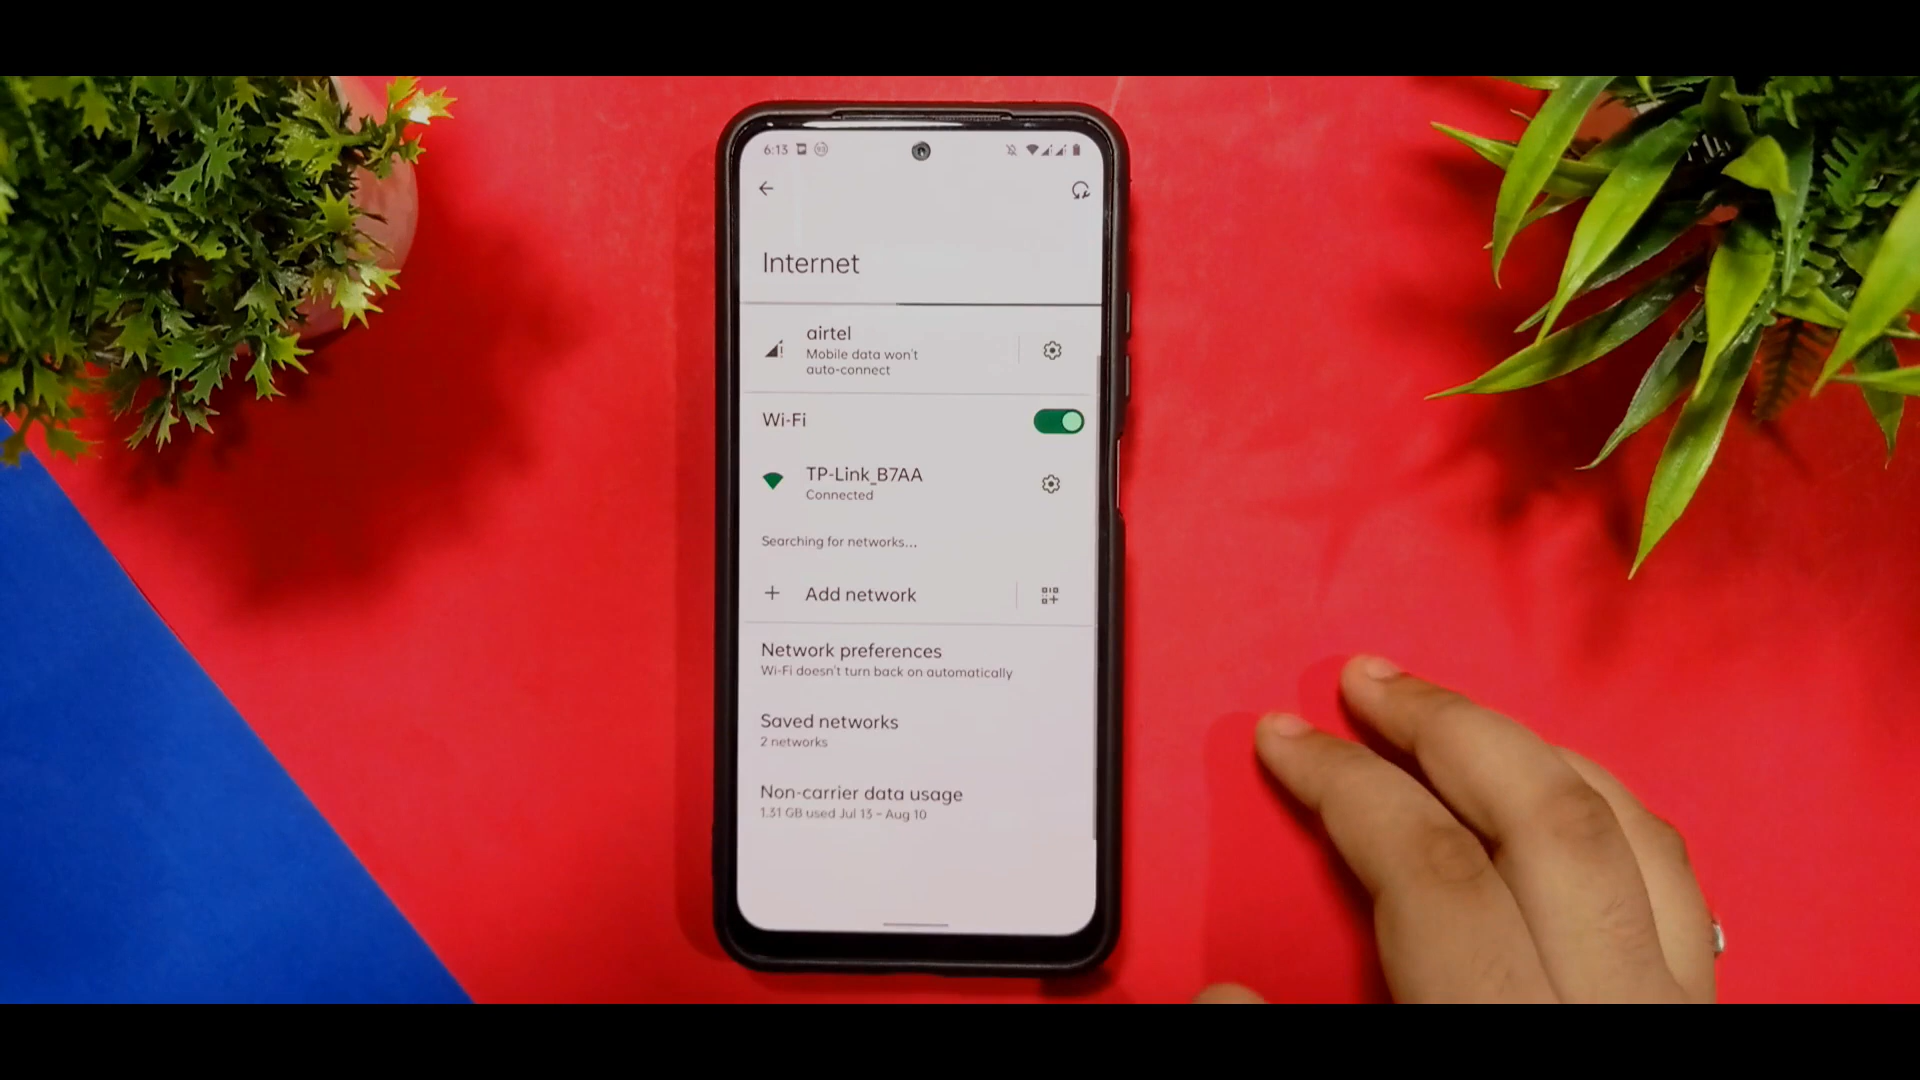 6:13
Internet
airtel
Mobile data won't
auto-connect
Wi-Fi
TP-Link_B7AA
Connected
Searching for networks...
Add network
Network preferences
Wi-Fi doesn't turn back on automatically
Saved networks
2 networks
Non-carrier data usage
1.31 GB used Jul 13 – Aug 10